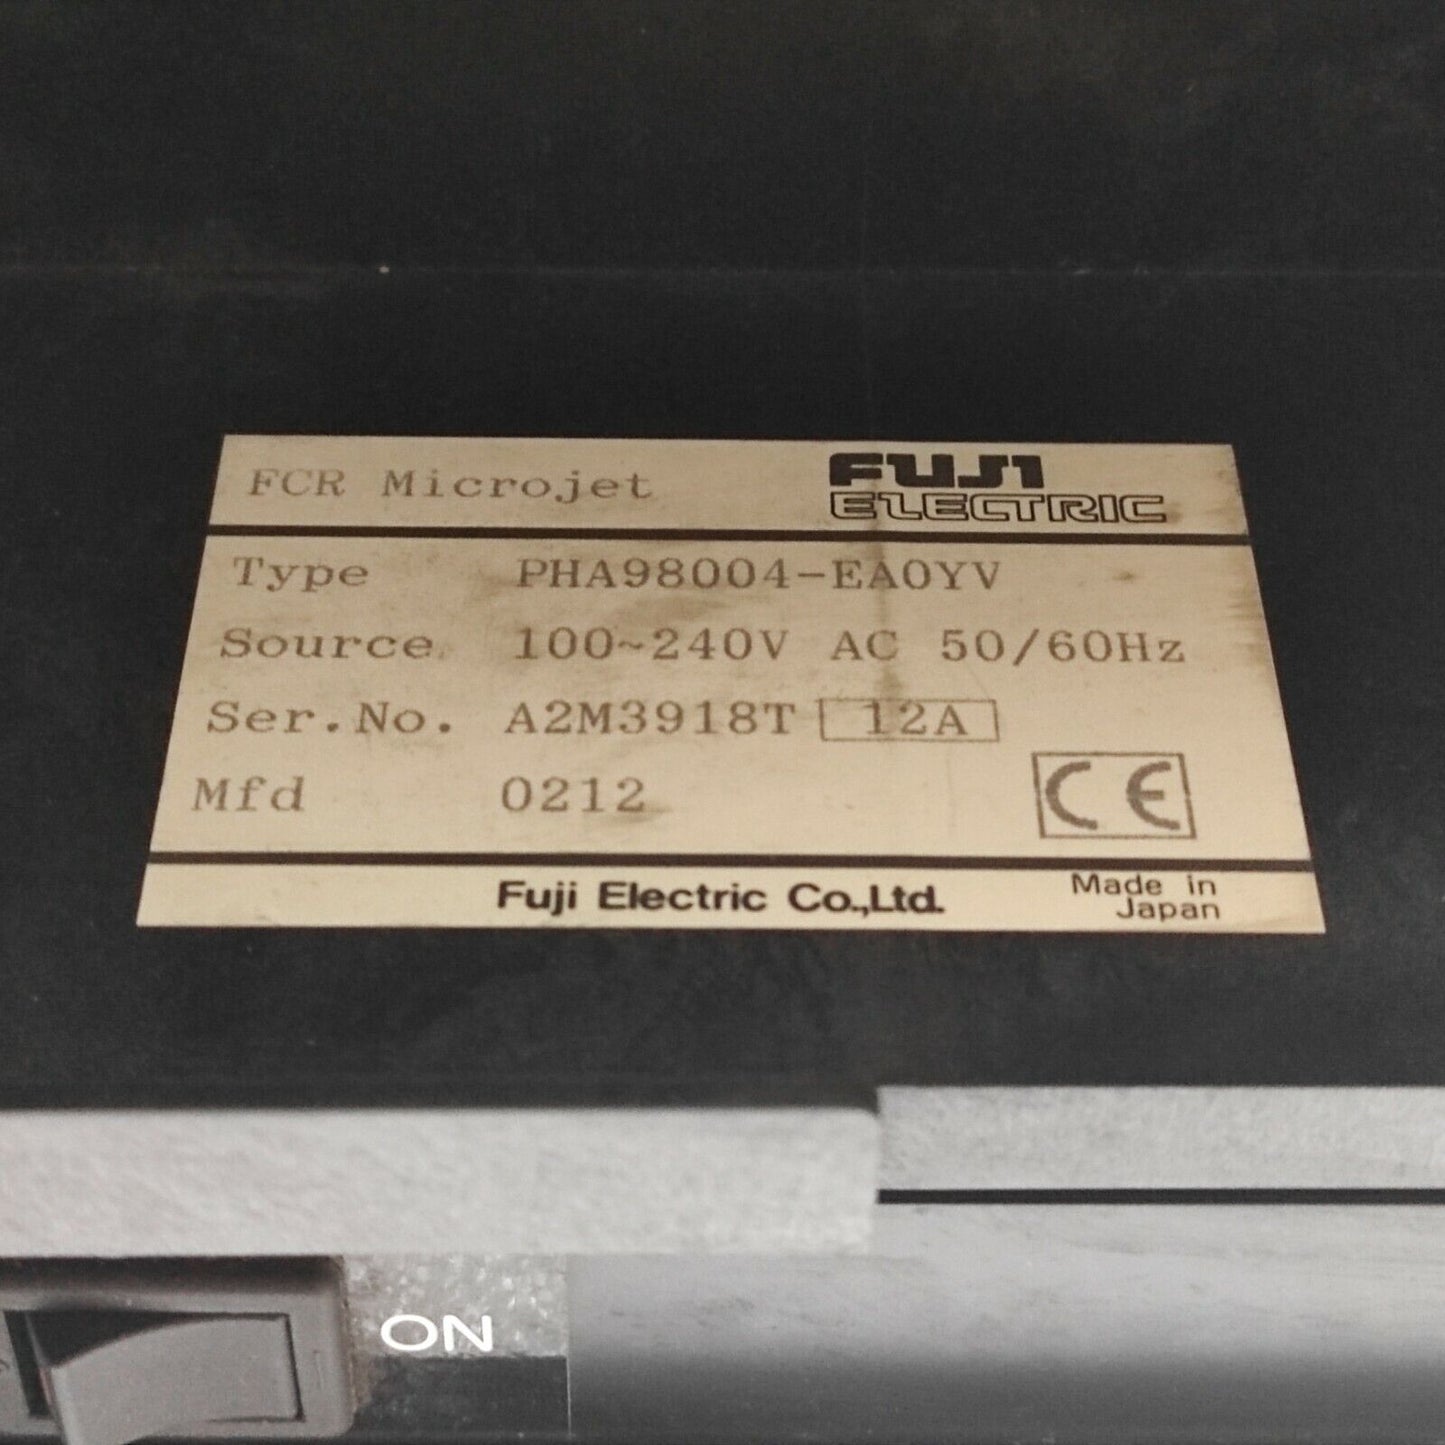 FCR Microjet FUJI
ELECTRIC
Type PHA98004-EA0YV
Source 100~240V AC 50/60Hz
Ser.No. A2M3918T 12A
Mfd 0212
CE
Fuji Electric Co.,Ltd. Made in
Japan
ON